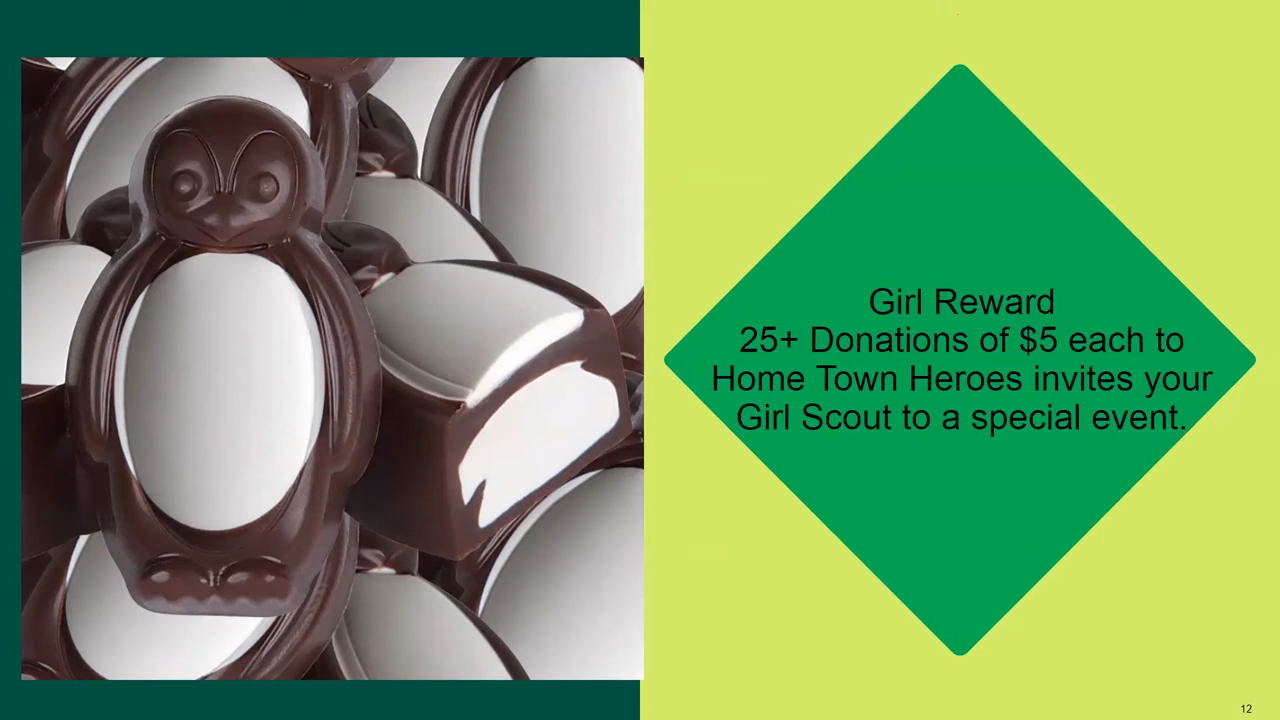 Girl Reward
25+ Donations of $5 each to
Home Town Heroes invites your
Girl Scout to a special event.
12